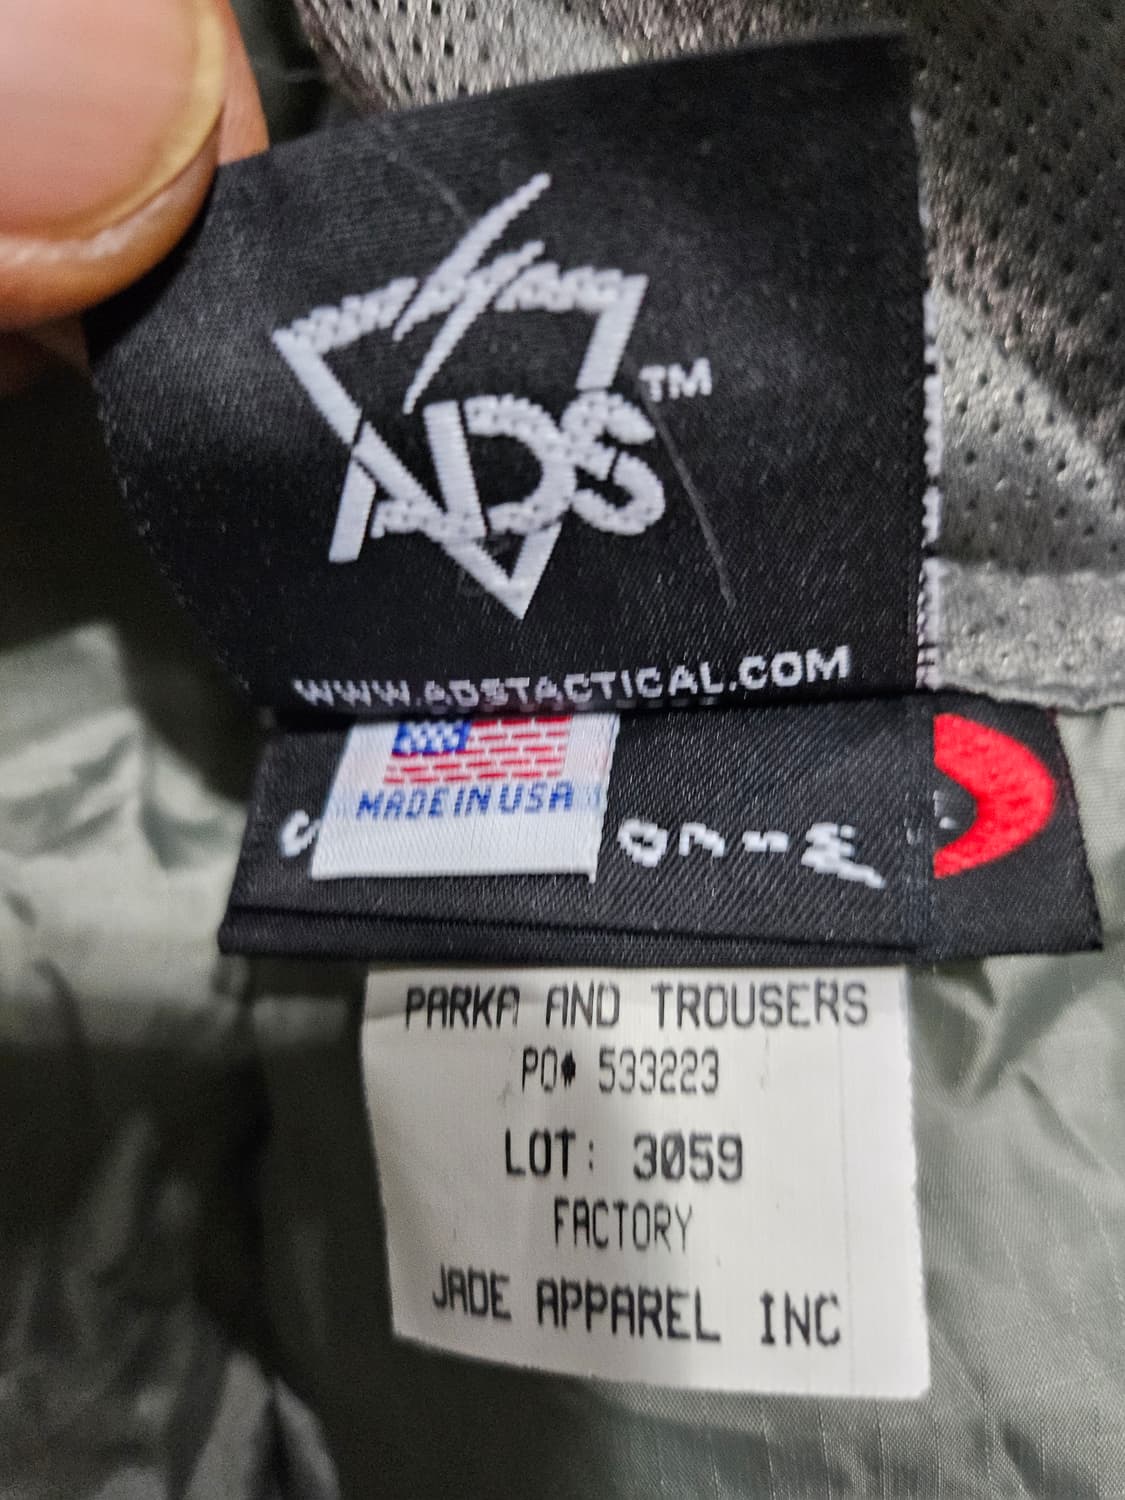 ADS™
WWW.ADSTACTICAL.COM
MADE IN USA
PARKA AND TROUSERS
PO# 533223
LOT: 3059
FACTORY
JADE APPAREL INC